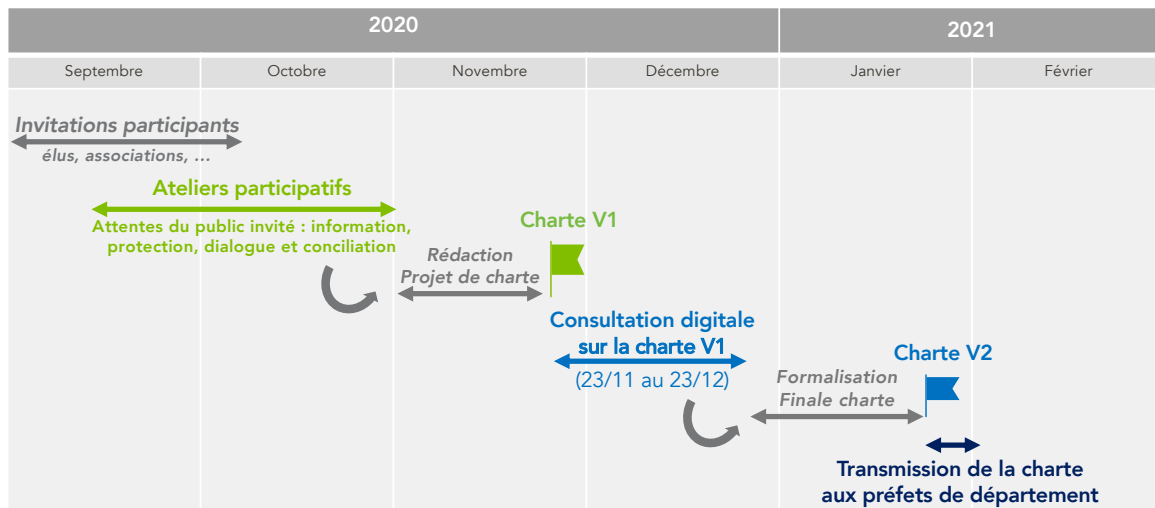 2020
2021
Septembre
Octobre
Novembre
Décembre
Janvier
Février
Invitations participants
élus, associations, ...
Ateliers participatifs
Attentes du public invité : information,
protection, dialogue et conciliation
Charte V1
Rédaction
Projet de charte
Consultation digitale
sur la charte V1
(23/11 au 23/12)
Charte V2
Formalisation
Finale charte
Transmission de la charte
aux préfets de département